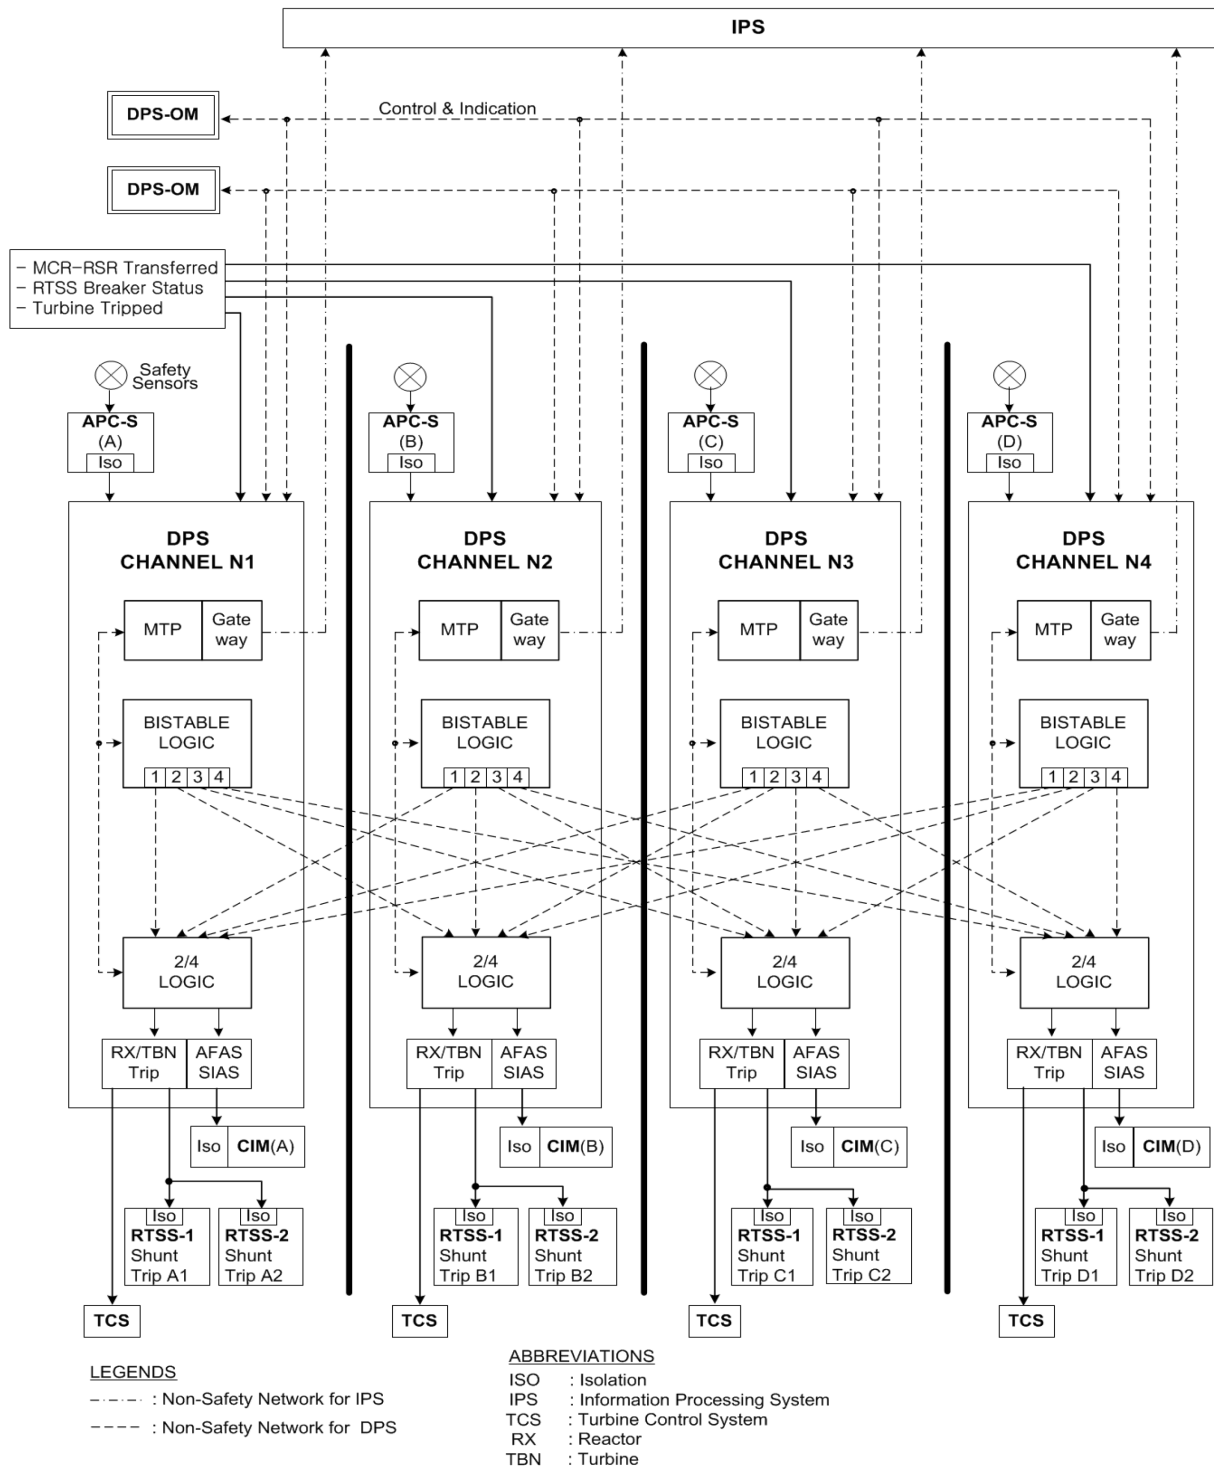 IPS
DPS-OM
Control & Indication
DPS-OM
– MCR–RSR Transferred
– RTSS Breaker Status
– Turbine Tripped
Safety
Sensors
APC-S
(A)
Iso
APC-S
(B)
Iso
APC-S
(C)
Iso
APC-S
(D)
Iso
DPS
CHANNEL N1
DPS
CHANNEL N2
DPS
CHANNEL N3
DPS
CHANNEL N4
MTP
Gate
way
MTP
Gate
way
MTP
Gate
way
MTP
Gate
way
BISTABLE
LOGIC
1 2 3 4
BISTABLE
LOGIC
1 2 3 4
BISTABLE
LOGIC
1 2 3 4
BISTABLE
LOGIC
1 2 3 4
2/4
LOGIC
2/4
LOGIC
2/4
LOGIC
2/4
LOGIC
RX/TBN
Trip
AFAS
SIAS
RX/TBN
Trip
AFAS
SIAS
RX/TBN
Trip
AFAS
SIAS
RX/TBN
Trip
AFAS
SIAS
Iso CIM(A)
Iso CIM(B)
Iso CIM(C)
Iso CIM(D)
Iso
RTSS-1
Shunt
Trip A1
Iso
RTSS-2
Shunt
Trip A2
Iso
RTSS-1
Shunt
Trip B1
Iso
RTSS-2
Shunt
Trip B2
Iso
RTSS-1
Shunt
Trip C1
Iso
RTSS-2
Shunt
Trip C2
Iso
RTSS-1
Shunt
Trip D1
Iso
RTSS-2
Shunt
Trip D2
TCS
TCS
TCS
TCS
LEGENDS
: Non-Safety Network for IPS
: Non-Safety Network for DPS
ABBREVIATIONS
ISO : Isolation
IPS : Information Processing System
TCS : Turbine Control System
RX : Reactor
TBN : Turbine